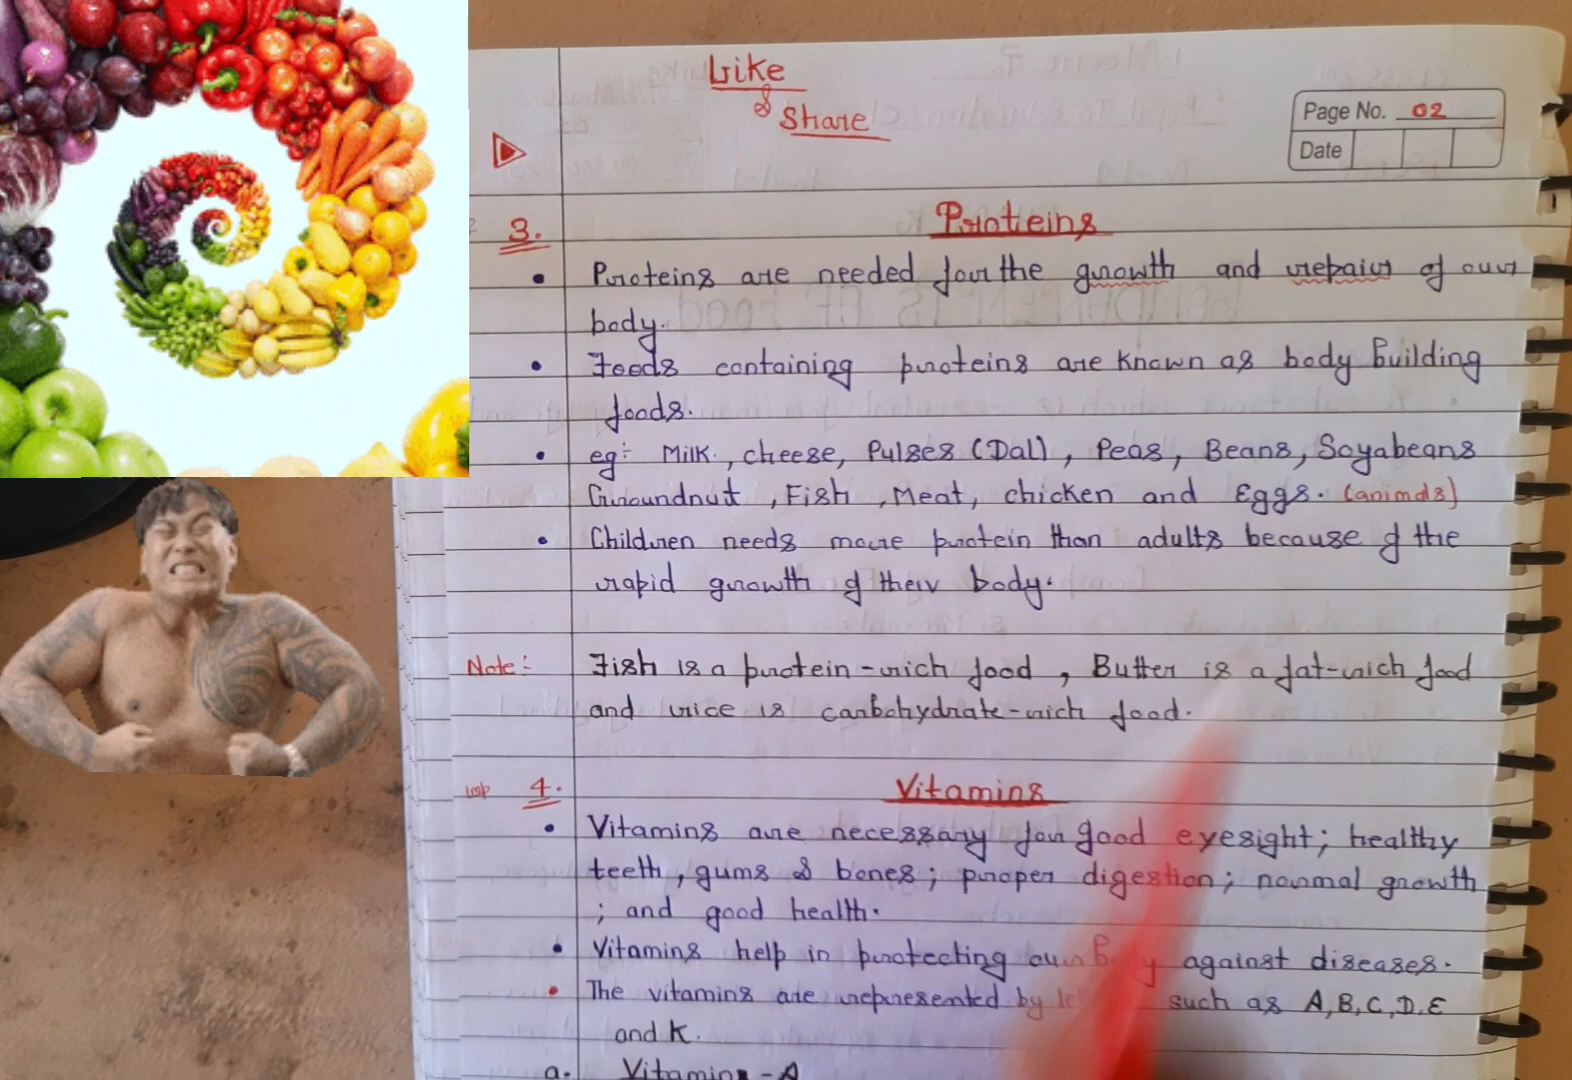 Like
& Share
Page No. 02
Date
3. Proteins
• Proteins are needed for the growth and repair of our
body.
• Foods containing proteins are known as body building
foods.
• eg:- Milk, cheese, Pulses (Dal), Peas, Beans, Soyabeans
Groundnut, Fish, Meat, chicken and Eggs. (animals)
• Children needs more protein than adults because of the
rapid growth of their body.
Note:- Fish is a protein-rich food, Butter is a fat-rich food
and rice is carbohydrate-rich food.
Imp 4. Vitamins
• Vitamins are necessary for good eyesight; healthy
teeth, gums & bones; proper digestion; normal growth
; and good health.
• Vitamins help in protecting our against diseases.
• The vitamins are represented by such as A, B, C, D, E
and K.
a. Vitamin - A